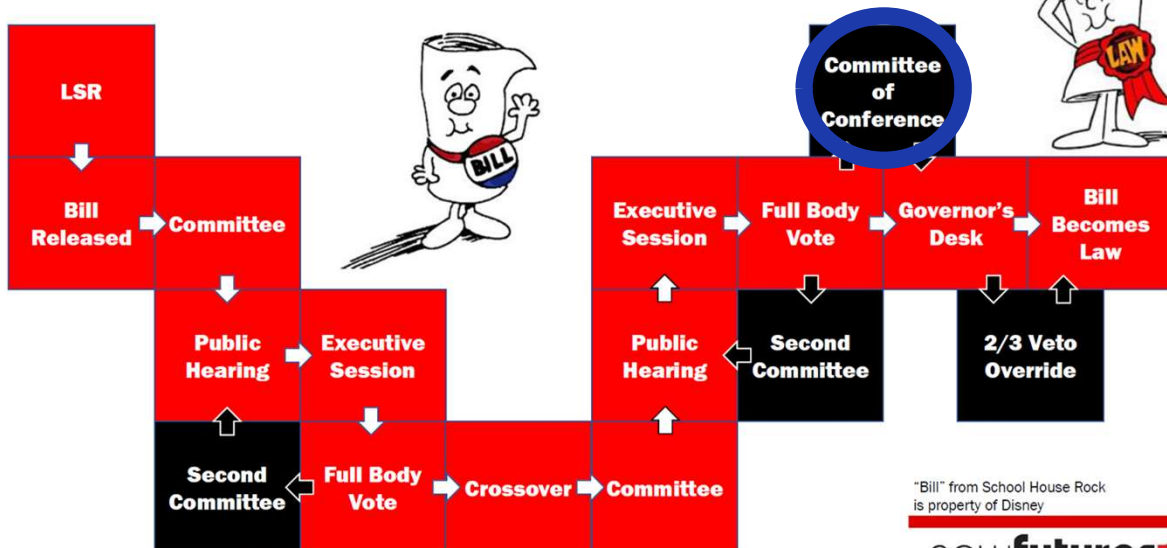 LSR
Bill
Released
Committee
Public
Hearing
Executive
Session
Second
Committee
Full Body
Vote
Crossover
Committee
Public
Hearing
Executive
Session
Full Body
Vote
Second
Committee
Committee
of
Conference
Governor's
Desk
2/3 Veto
Override
Bill
Becomes
Law
BILL
LAW
"Bill" from School House Rock
is property of Disney